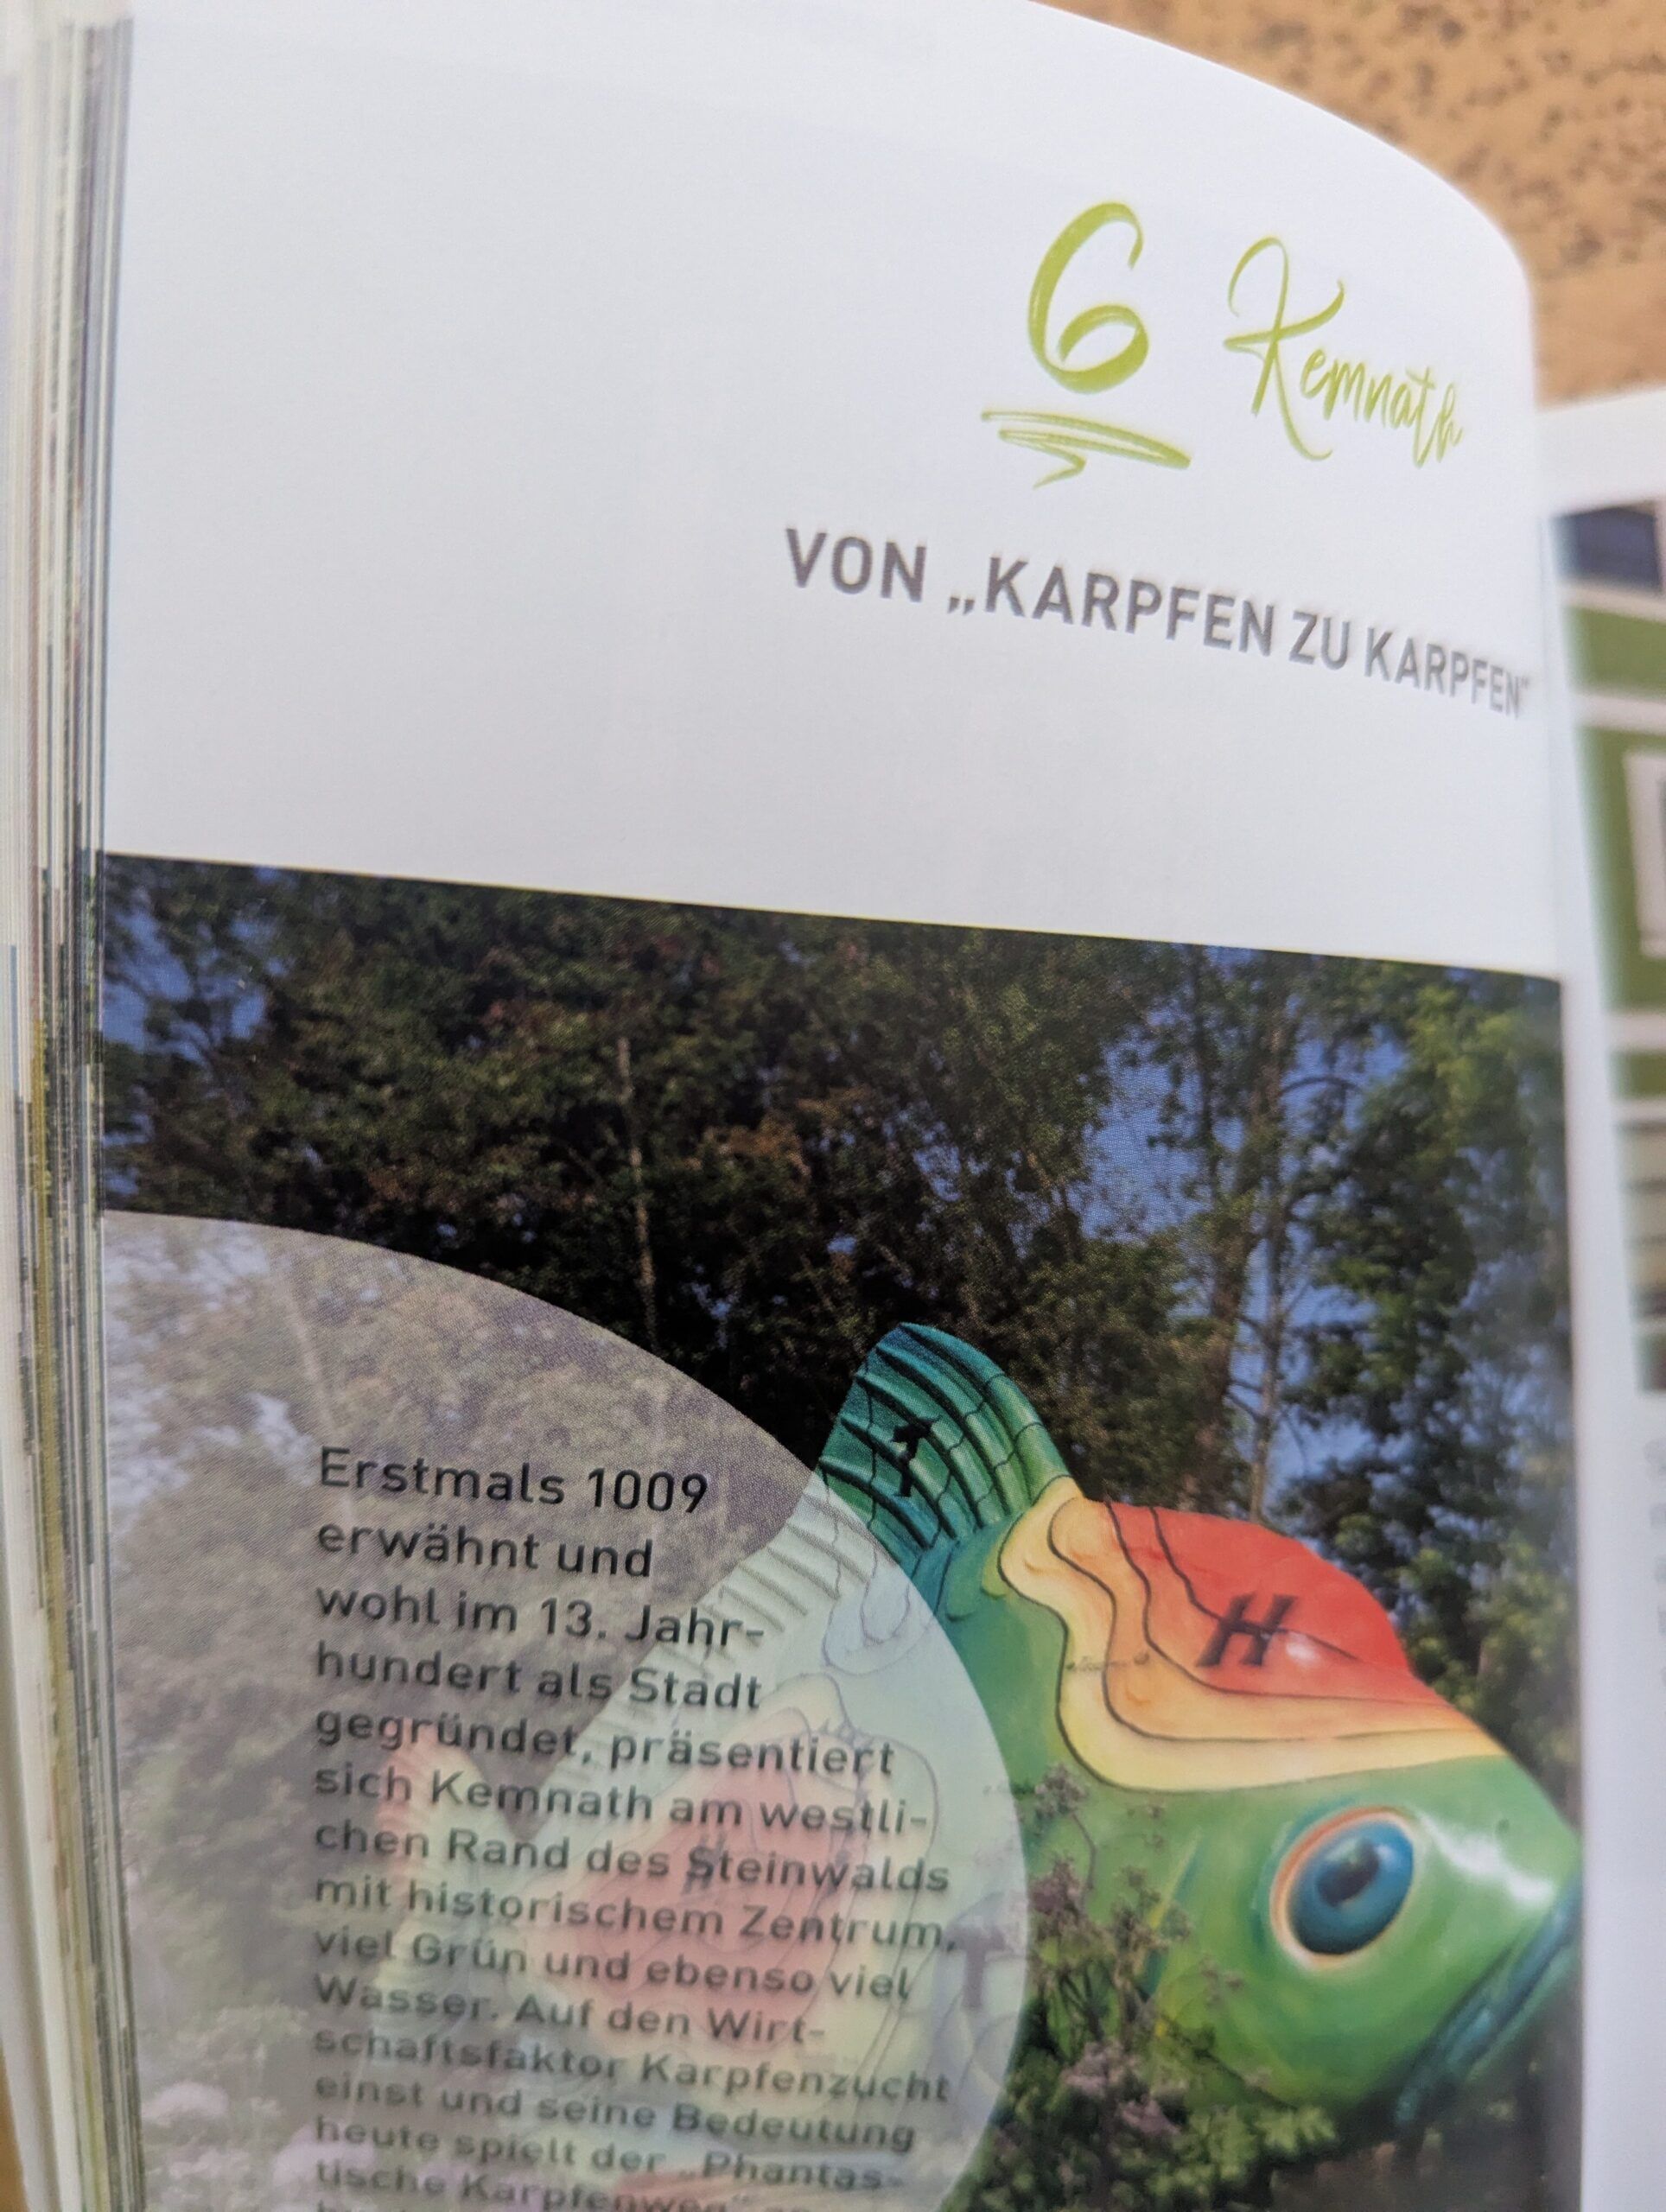 6 Kemnath
VON „KARPFEN ZU KARPFEN"
Erstmals 1009
erwähnt und
wohl im 13. Jahr-
hundert als Stadt
gegründet, präsentiert
sich Kemnath am westli-
chen Rand des Steinwalds
mit historischem Zentrum,
viel Grün und ebenso viel
Wasser. Auf den Wirt-
schaftsfaktor Karpfenzucht
einst und seine Bedeutung
heute spielt der „Phantas-
tische Karpfenweg"
H